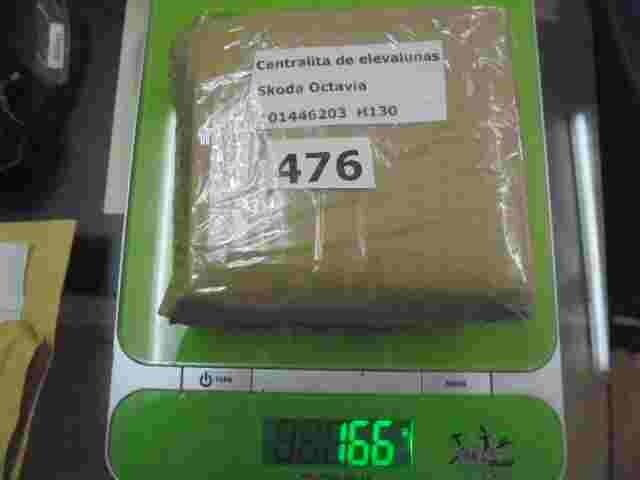 Centralita de elevalunas
Skoda Octavia
01446203 H130
476
166